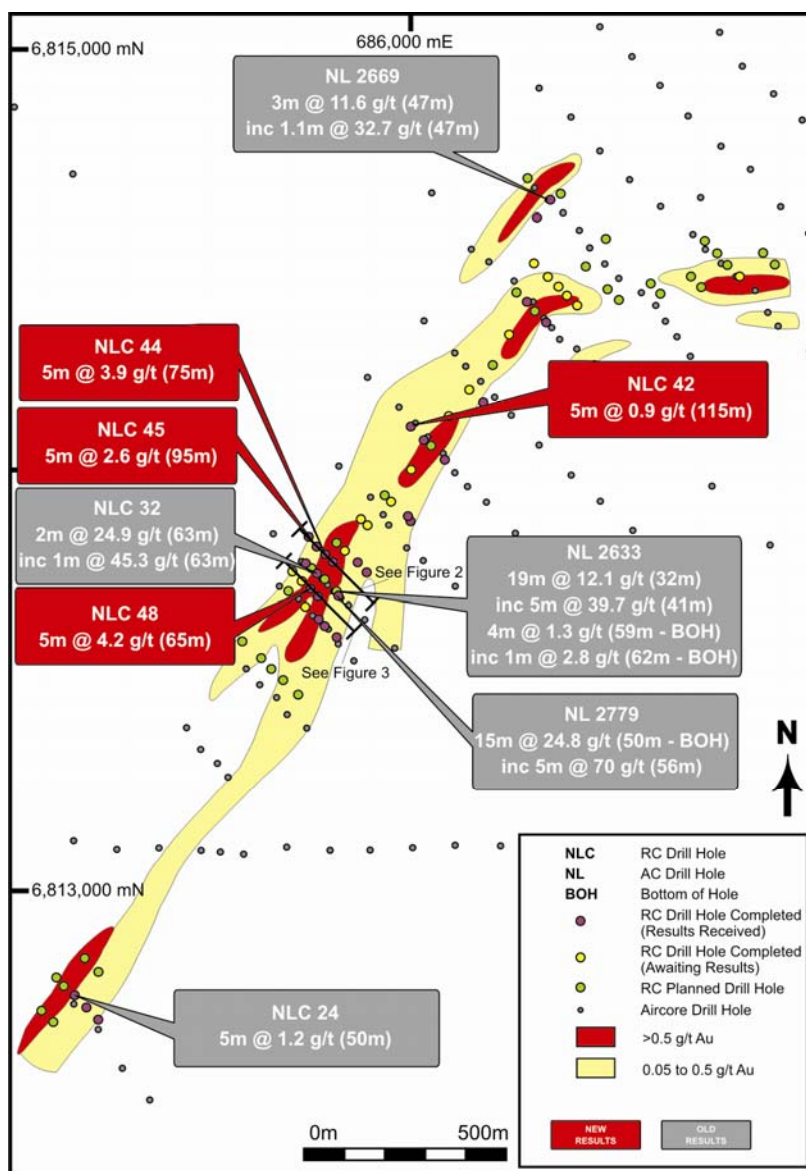 6,815,000 mN
686,000 mE
NL 2669
3m @ 11.6 g/t (47m)
inc 1.1m @ 32.7 g/t (47m)
NLC 44
5m @ 3.9 g/t (75m)
NLC 42
5m @ 0.9 g/t (115m)
NLC 45
5m @ 2.6 g/t (95m)
NLC 32
2m @ 24.9 g/t (63m)
inc 1m @ 45.3 g/t (63m)
See Figure 2
NL 2633
19m @ 12.1 g/t (32m)
inc 5m @ 39.7 g/t (41m)
4m @ 1.3 g/t (59m - BOH)
inc 1m @ 2.8 g/t (62m - BOH)
NLC 48
5m @ 4.2 g/t (65m)
See Figure 3
NL 2779
15m @ 24.8 g/t (50m - BOH)
inc 5m @ 70 g/t (56m)
N
6,813,000 mN
NLC 24
5m @ 1.2 g/t (50m)
NLC RC Drill Hole
NL AC Drill Hole
BOH Bottom of Hole
RC Drill Hole Completed
(Results Received)
RC Drill Hole Completed
(Awaiting Results)
RC Planned Drill Hole
Aircore Drill Hole
>0.5 g/t Au
0.05 to 0.5 g/t Au
NEW
RESULTS
OLD
RESULTS
0m 500m